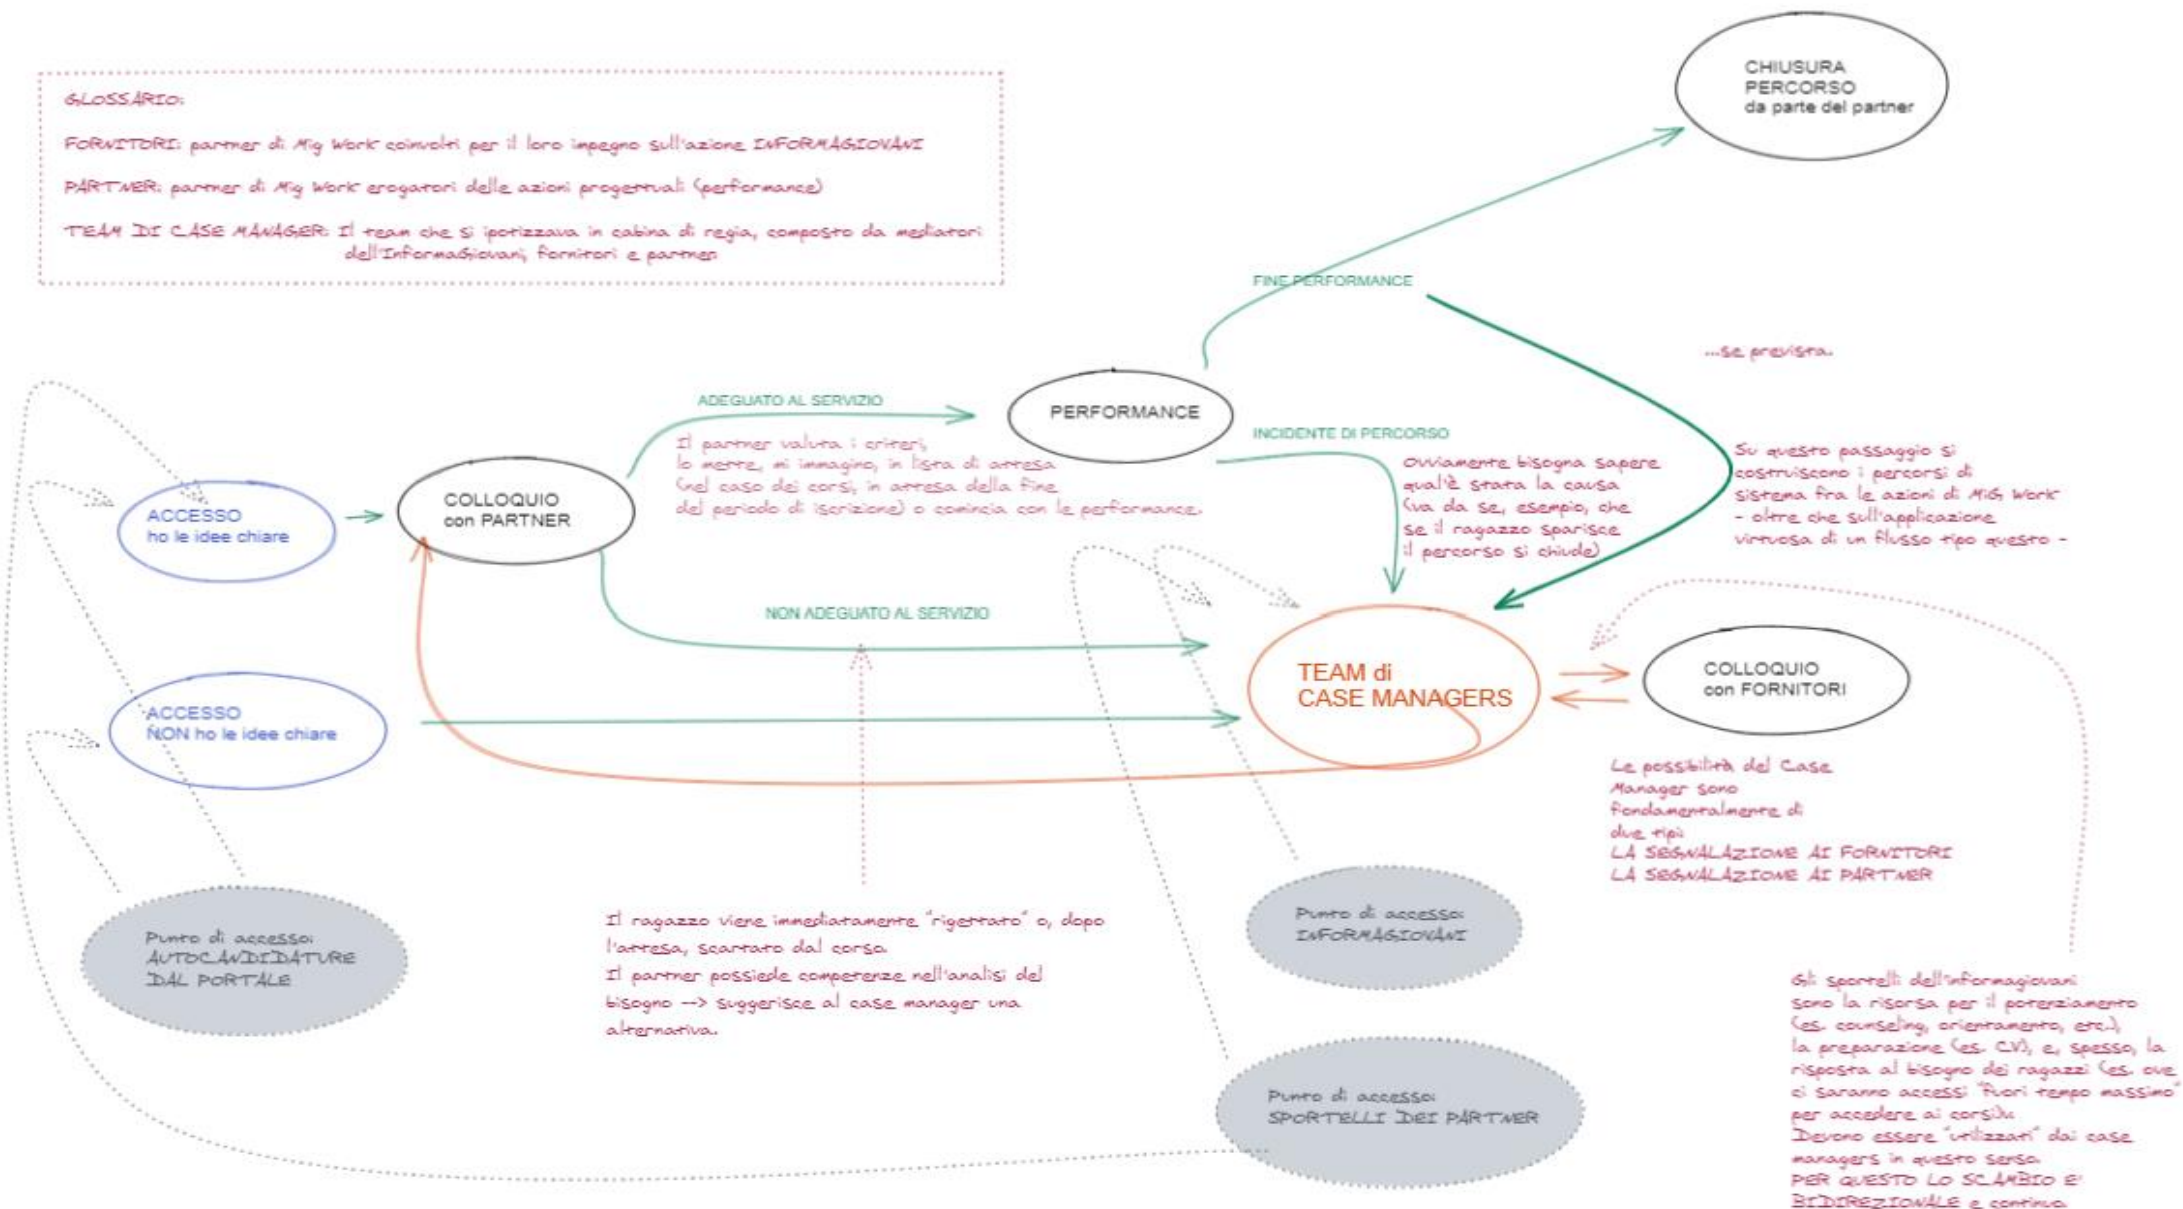 GLOSSARIO:
FORNITORI: partner di Mig Work coinvolti per il loro impegno sull'azione INFORMAGIOVANI
PARTNER: partner di Mig Work erogatori delle azioni progettuali (performance)
TEAM DI CASE MANAGER: Il team che si ipotizzava in cabina di regia, composto da mediatori
dell'InformaGiovani, fornitori e partner.
CHIUSURA
PERCORSO
da parte del partner
FINE PERFORMANCE
...se prevista.
ADEGUATO AL SERVIZIO
Il partner valuta i criteri,
lo mette, mi immagino, in lista di attesa
(nel caso dei corsi, in attesa della fine
del periodo di iscrizione) o comincia con le performance.
PERFORMANCE
INCIDENTE DI PERCORSO
Ovviamente bisogna sapere
qual'è stata la causa
(va da se, esempio, che
se il ragazzo sparisce
il percorso si chiude)
Su questo passaggio si
costruiscono i percorsi di
sistema fra le azioni di MiG Work
- oltre che sull'applicazione
virtuosa di un flusso tipo questo -
ACCESSO
ho le idee chiare
COLLOQUIO
con PARTNER
NON ADEGUATO AL SERVIZIO
ACCESSO
NON ho le idee chiare
TEAM di
CASE MANAGERS
COLLOQUIO
con FORNITORI
Le possibilità del Case
Manager sono
fondamentalmente di
due tipi:
LA SEGNALAZIONE AI FORNITORI
LA SEGNALAZIONE AI PARTNER
Punto di accesso:
AUTOCANDIDATURE
DAL PORTALE
Il ragazzo viene immediatamente "rigettato" o, dopo
l'attesa, scartato dal corso.
Il partner possiede competenze nell'analisi del
bisogno --> suggerisce al case manager una
alternativa.
Punto di accesso:
INFORMAGIOVANI
Punto di accesso:
SPORTELLI DEI PARTNER
Gli sportelli dell'informagiovani
sono la risorsa per il potenziamento
(es. counseling, orientamento, etc.),
la preparazione (es. CV), e, spesso, la
risposta al bisogno dei ragazzi (es. ove
ci saranno accessi "fuori tempo massimo"
per accedere ai corsi).
Devono essere "utilizzati" dai case
managers in questo senso.
PER QUESTO LO SCAMBIO E'
BIDIREZIONALE e continuo.